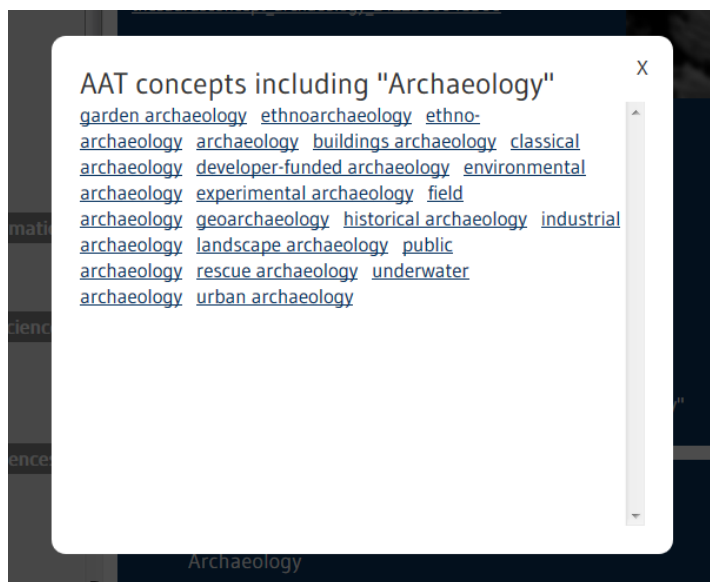 X
AAT concepts including "Archaeology"
garden archaeology ethnoarchaeology ethno-
archaeology archaeology buildings archaeology classical
archaeology developer-funded archaeology environmental
archaeology experimental archaeology field
archaeology geoarchaeology historical archaeology industrial
archaeology landscape archaeology public
archaeology rescue archaeology underwater
archaeology urban archaeology
Archaeology